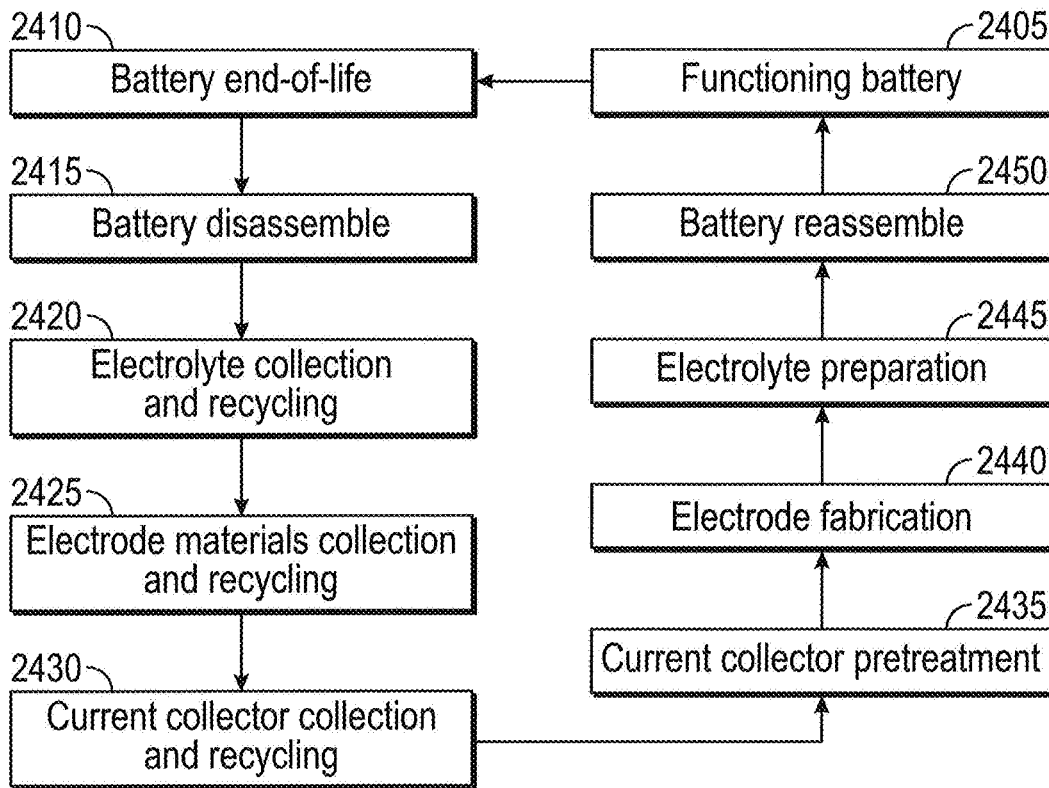 2410
Battery end-of-life
2405
Functioning battery
2415
Battery disassemble
2450
Battery reassemble
2420
Electrolyte collection
and recycling
2445
Electrolyte preparation
2425
Electrode materials collection
and recycling
2440
Electrode fabrication
2430
Current collector collection
and recycling
2435
Current collector pretreatment